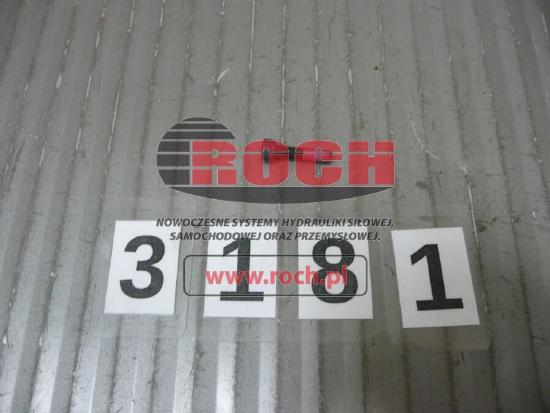 ROCH
NOWOCZESNE SYSTEMY HYDRAULIKI SIŁOWEJ,
SAMOCHODOWEJ ORAZ PRZEMYSŁOWEJ.
www.roch.pl
3 1 8 1